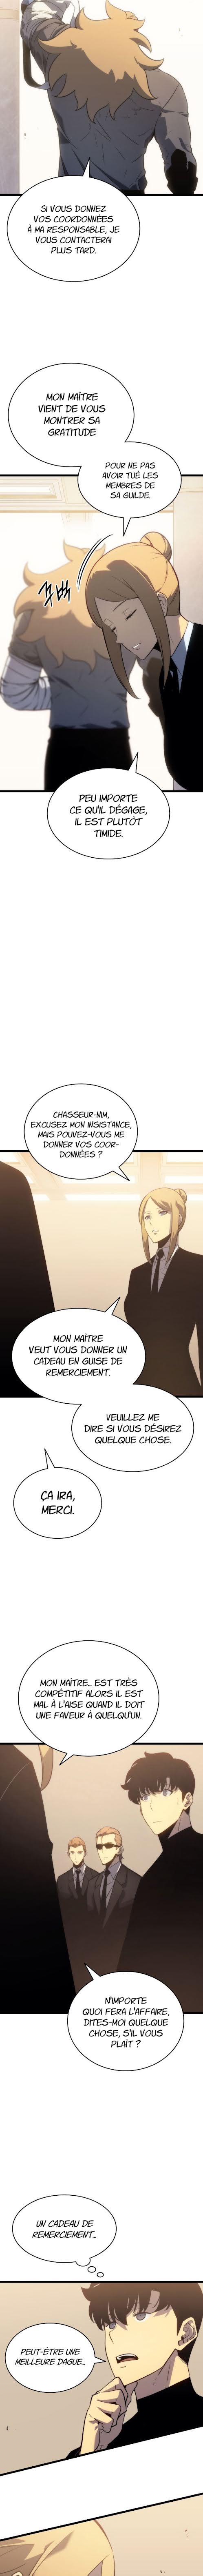 SI VOUS DONNEZ
VOS COORDONNÉES
À MA RESPONSABLE, JE
VOUS CONTACTERAI
PLUS TARD.
MON MAÎTRE
VIENT DE VOUS
MONTRER SA
GRATITUDE
POUR NE PAS
AVOIR TUÉ LES
MEMBRES DE
SA GUILDE.
PEU IMPORTE
CE QU'IL DÉGAGE,
IL EST PLUTÔT
TIMIDE.
CHASSEUR-NIM,
EXCUSEZ MON INSISTANCE,
MAIS POUVEZ-VOUS ME
DONNER VOS COOR-
DONNÉES ?
MON MAÎTRE
VEUT VOUS DONNER UN
CADEAU EN GUISE DE
REMERCIEMENT.
VEUILLEZ ME
DIRE SI VOUS DÉSIREZ
QUELQUE CHOSE.
ÇA IRA,
MERCI.
MON MAÎTRE... EST TRÈS
COMPÉTITIF ALORS IL EST
MAL À L'AISE QUAND IL DOIT
UNE FAVEUR À QUELQU'UN.
N'IMPORTE
QUOI FERA L'AFFAIRE,
DITES-MOI QUELQUE
CHOSE, S'IL VOUS
PLAÎT ?
UN CADEAU DE
REMERCIEMENT...
PEUT-ÊTRE UNE
MEILLEURE DAGUE...